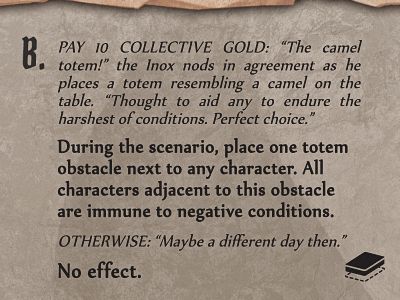 B. PAY 10 COLLECTIVE GOLD: “The camel
totem!” the Inox nods in agreement as he
places a totem resembling a camel on the
table. “Thought to aid any to endure the
harshest of conditions. Perfect choice.”
During the scenario, place one totem
obstacle next to any character. All
characters adjacent to this obstacle
are immune to negative conditions.
OTHERWISE: “Maybe a different day then.”
No effect.